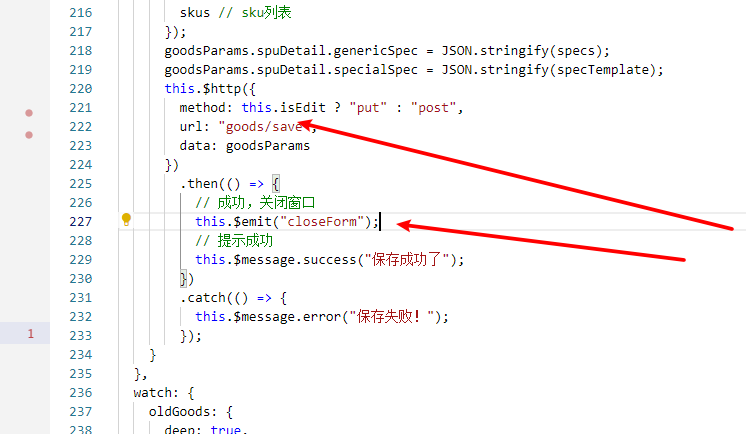 216 skus // sku列表
217 });
218 goodsParams.spuDetail.genericSpec = JSON.stringify(specs);
219 goodsParams.spuDetail.specialSpec = JSON.stringify(specTemplate);
220 this.$http({
221 method: this.isEdit ? "put" : "post",
222 url: "goods/save",
223 data: goodsParams
224 })
225 .then(() => {
226 // 成功，关闭窗口
227 this.$emit("closeForm");
228 // 提示成功
229 this.$message.success("保存成功了");
230 })
231 .catch(() => {
232 this.$message.error("保存失败！");
1 233 });
234 }
235 },
236 watch: {
237 oldGoods: {
238 deep: true,